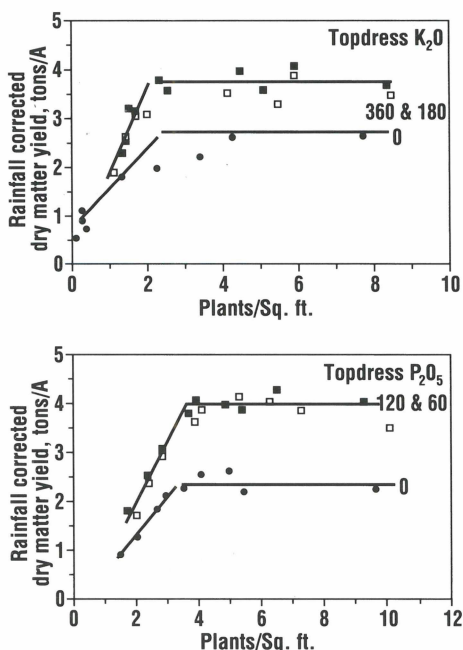 Topdress K₂O
5
4
3
2
1
0
Rainfall corrected
dry matter yield, tons/A
360 & 180
0
0 2 4 6 8 10
Plants/Sq. ft.
Topdress P₂O₅
5
4
3
2
1
0
Rainfall corrected
dry matter yield, tons/A
120 & 60
0
0 2 4 6 8 10 12
Plants/Sq. ft.